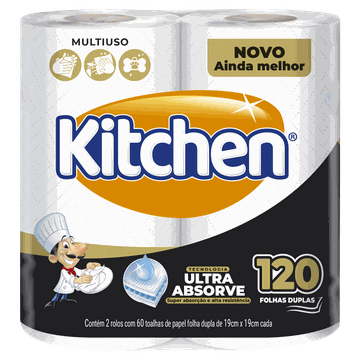 MULTIUSO
NOVO
Ainda melhor
Kitchen®
TECNOLOGIA
ULTRA
ABSORVE
Super absorção e alta resistência
120
FOLHAS DUPLAS
Contém 2 rolos com 60 toalhas de papel folha dupla de 19cm x 19cm cada